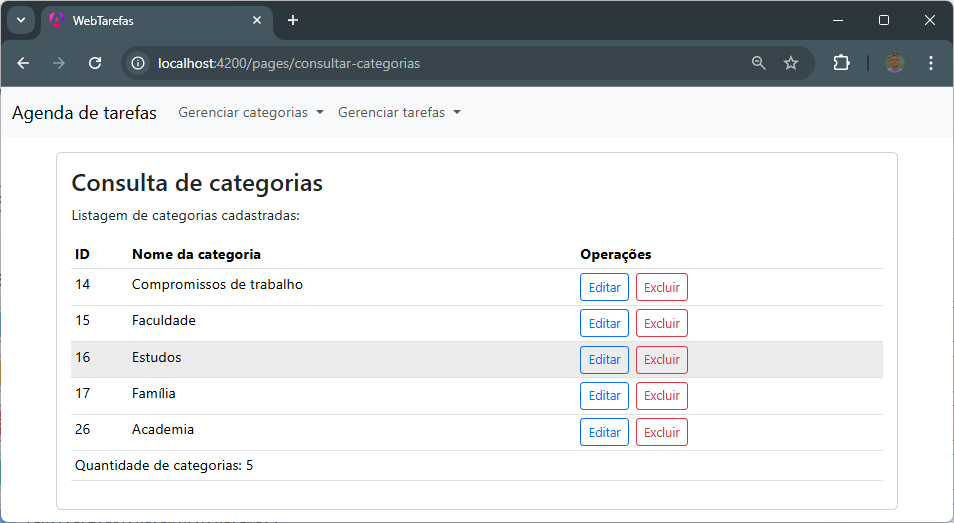 WebTarefas
localhost:4200/pages/consultar-categorias
Agenda de tarefas Gerenciar categorias Gerenciar tarefas
Consulta de categorias
Listagem de categorias cadastradas:
ID Nome da categoria Operações
14 Compromissos de trabalho Editar Excluir
15 Faculdade Editar Excluir
16 Estudos Editar Excluir
17 Família Editar Excluir
26 Academia Editar Excluir
Quantidade de categorias: 5